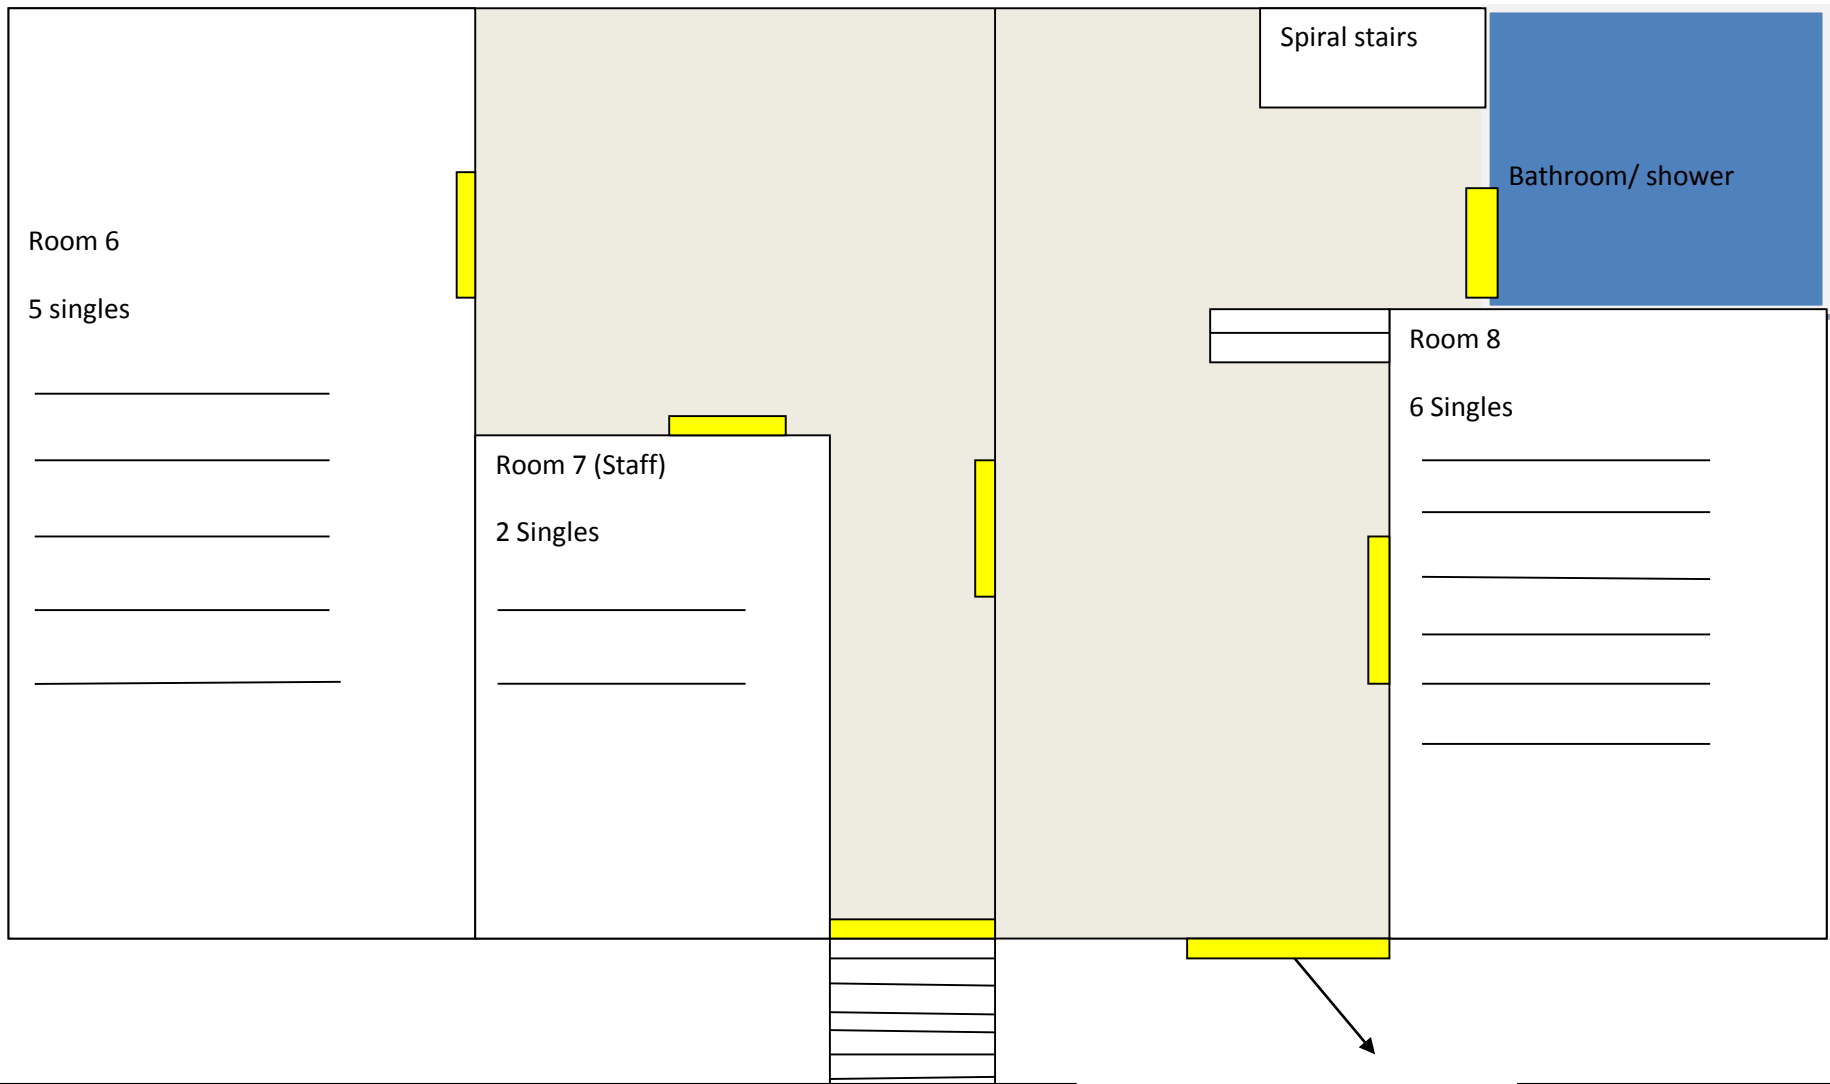 Spiral stairs
Bathroom/ shower
Room 6
5 singles
Room 8
6 Singles
Room 7 (Staff)
2 Singles